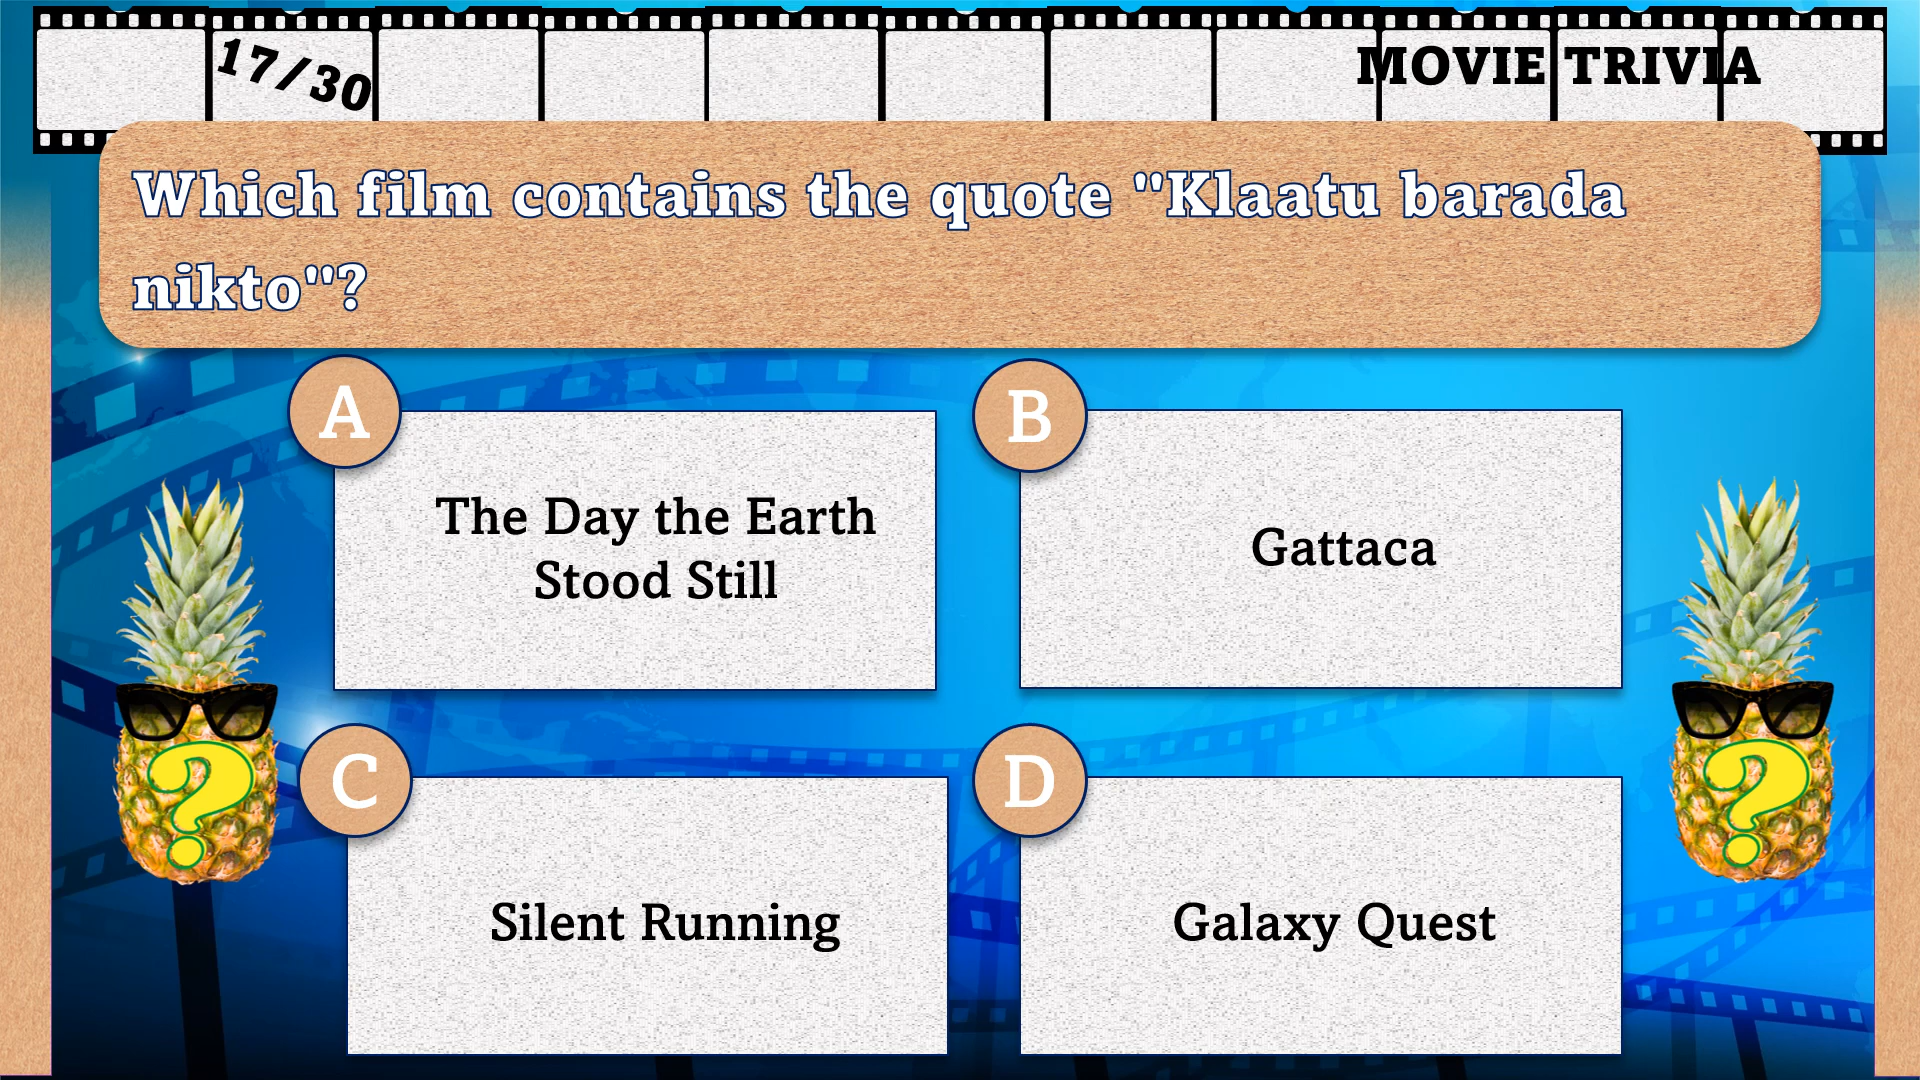 17/30
MOVIE TRIVIA
Which film contains the quote "Klaatu barada
nikto"?
A
The Day the Earth
Stood Still
B
Gattaca
C
Silent Running
D
Galaxy Quest
?
?